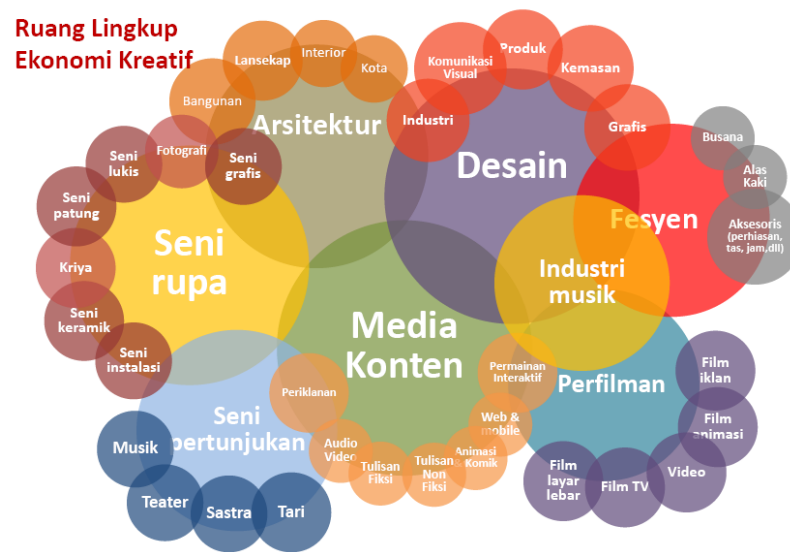 Ruang Lingkup
Ekonomi Kreatif
Lansekap
Interior
Kota
Bangunan
Arsitektur
Komunikasi
Visual
Produk
Kemasan
Industri
Grafis
Desain
Busana
Alas
Kaki
Aksesoris
(perhiasan,
tas, jam,dll)
Fesyen
Seni
lukis
Fotografi
Seni
grafis
Seni
patung
Kriya
Seni
keramik
Seni
instalasi
Seni
rupa
Industri
musik
Media
Konten
Periklanan
Audio
Video
Tulisan
Fiksi
Tulisan
Non
Fiksi
Animasi
& Komik
Web &
mobile
Permainan
Interaktif
Perfilman
Film
iklan
Film
animasi
Video
Film TV
Film
layar
lebar
Seni
pertunjukan
Musik
Teater
Sastra
Tari